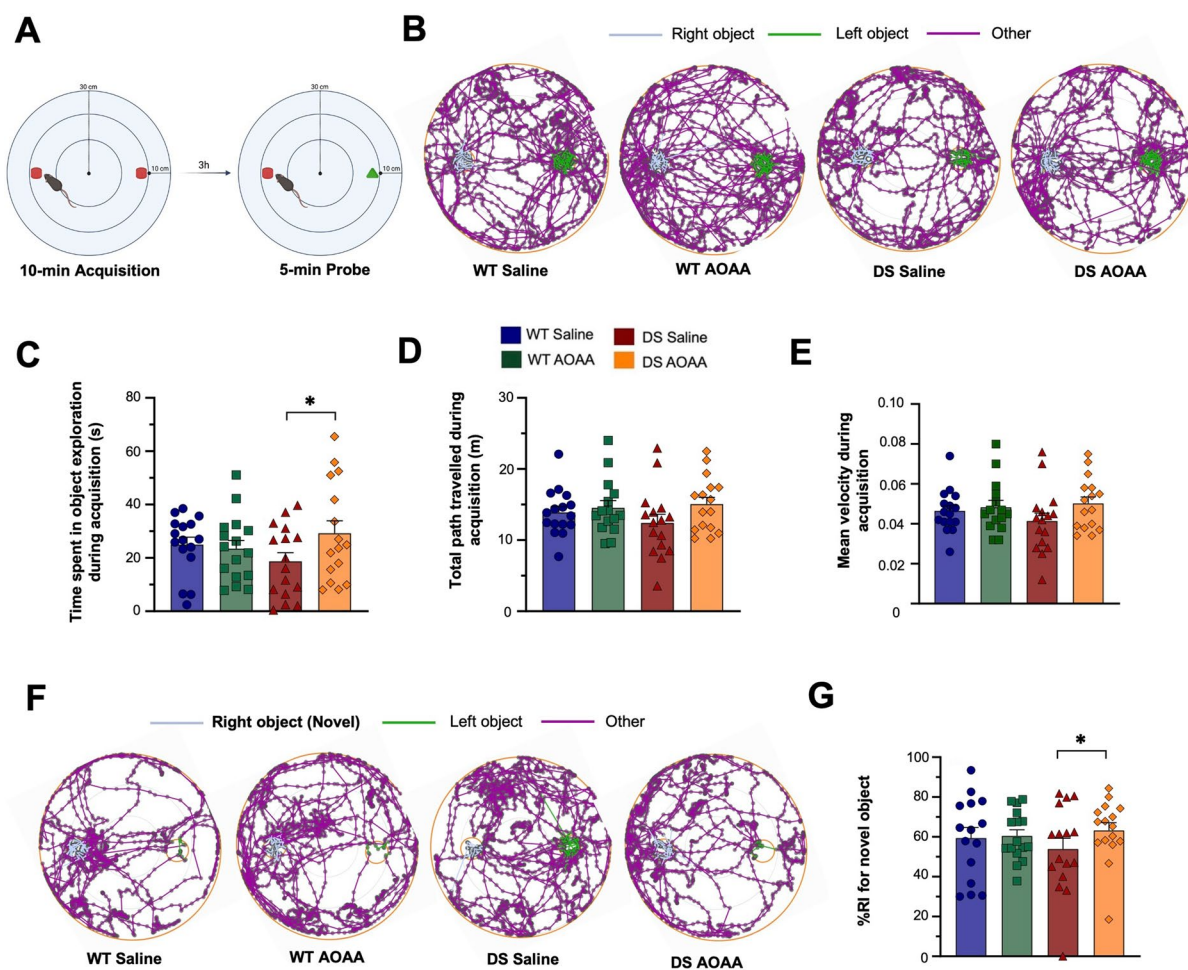 A
30 cm
10 cm
10-min Acquisition
3h
30 cm
10 cm
5-min Probe
B
Right object
Left object
Other
WT Saline
WT AOAA
DS Saline
DS AOAA
WT Saline
DS Saline
WT AOAA
DS AOAA
C
Time spent in object exploration
during acquisition (s)
80
60
40
20
0
*
D
Total path travelled during
acquisition (m)
30
20
10
0
E
Mean velocity during
acquisition
0.10
0.08
0.06
0.04
0.02
0
F
Right object (Novel)
Left object
Other
WT Saline
WT AOAA
DS Saline
DS AOAA
G
%RI for novel object
100
80
60
40
20
0
*